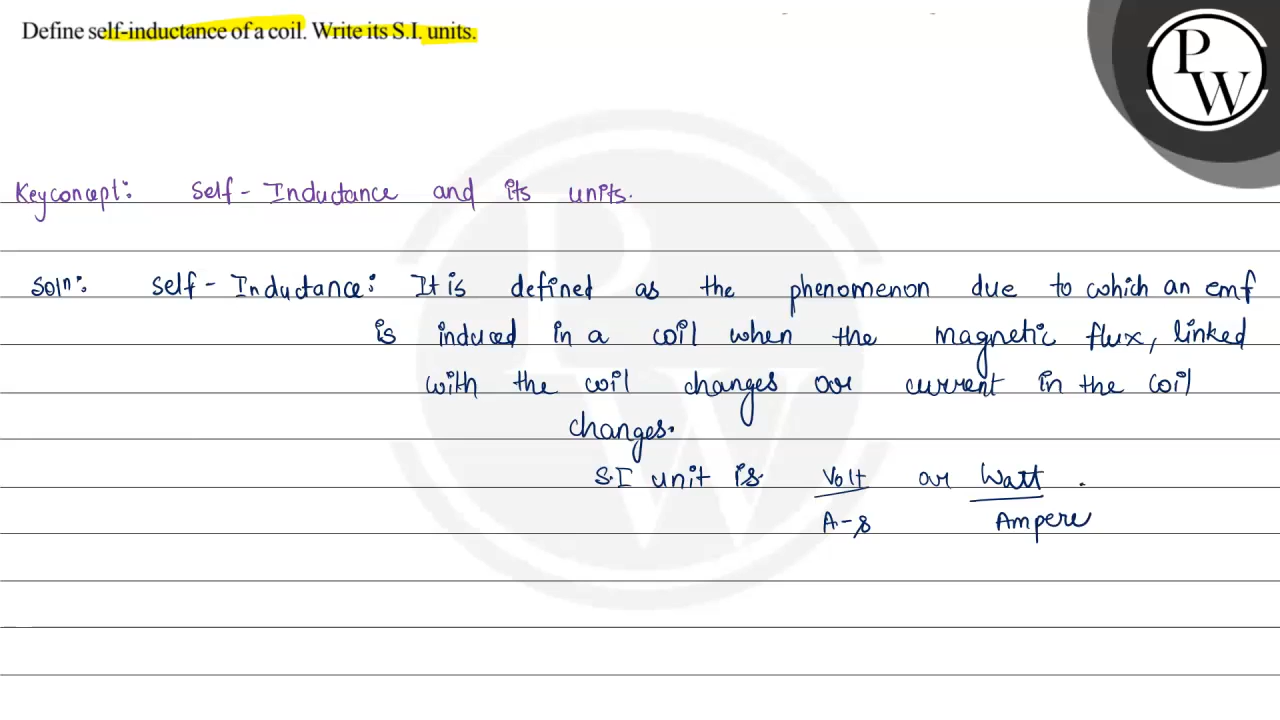 Define self-inductance of a coil. Write its S.I. units.
P
W
Keyconcept: Self - Inductance and its units.
Soln: Self - Inductance: It is defined as the phenomenon due to which an emf
is induced in a coil when the magnetic flux, linked
with the coil changes or current in the coil
changes.
S.I unit is Volt/A-s or Watt/Ampere.
PW